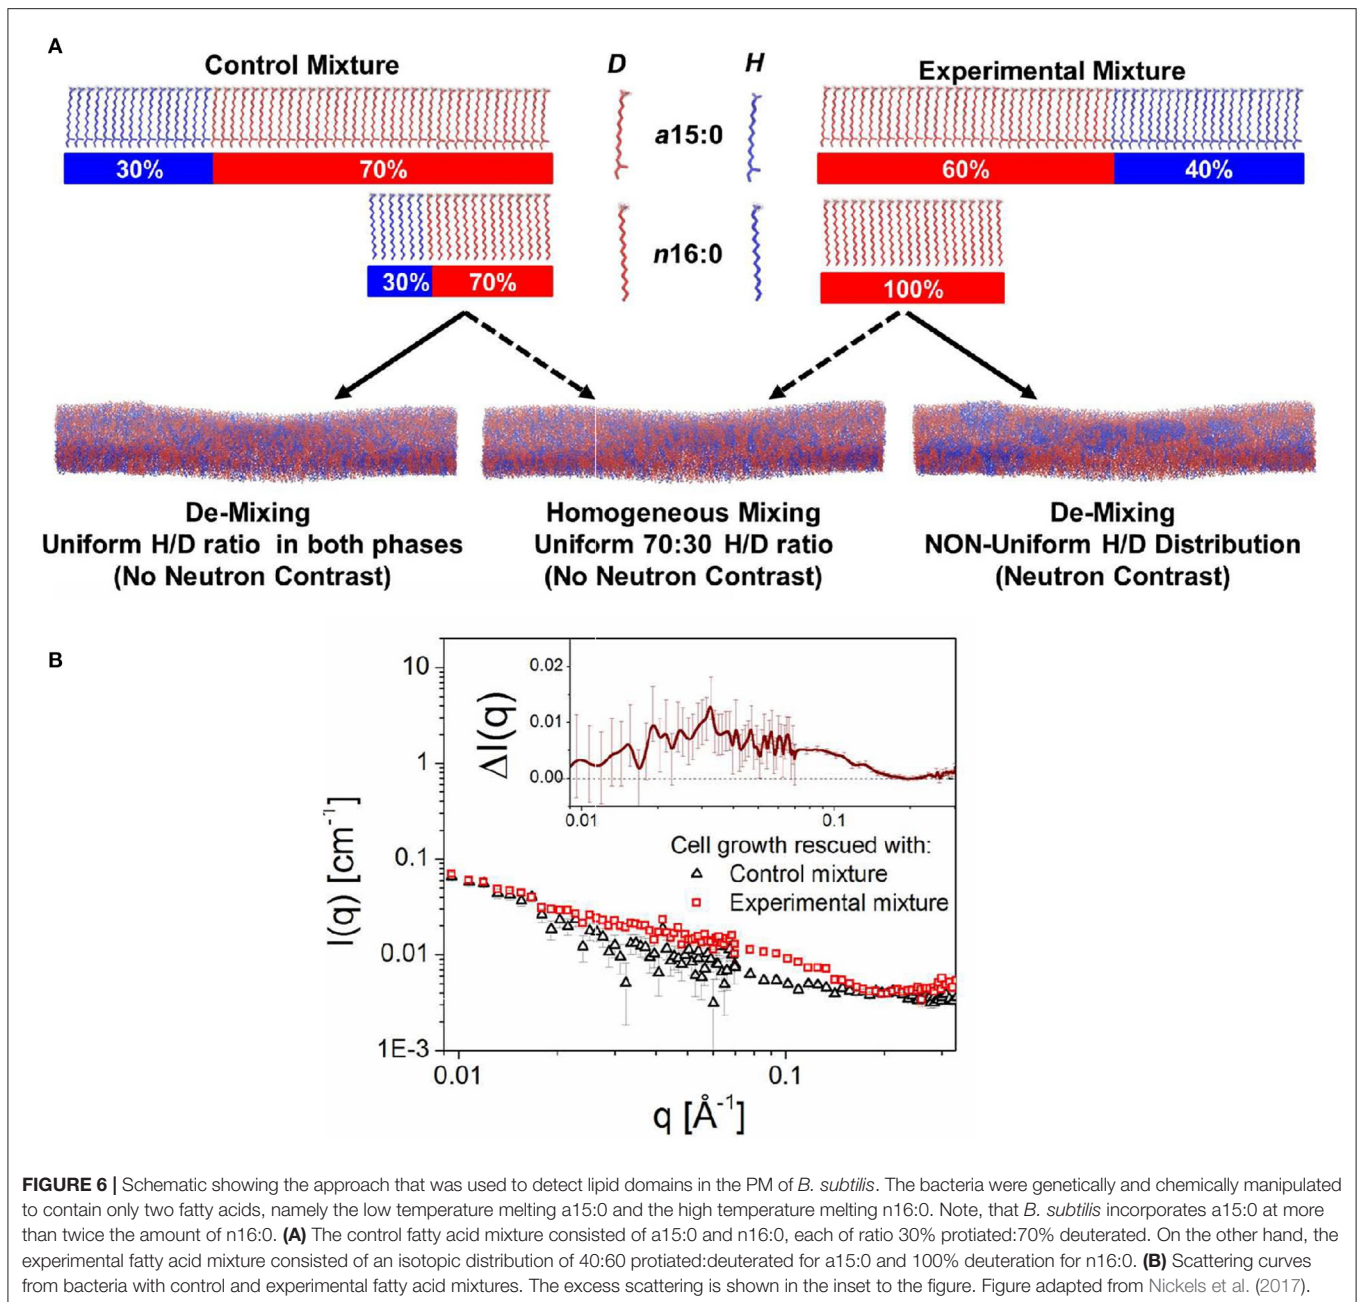 A
Control Mixture
D
H
Experimental Mixture
a15:0
30%
70%
60%
40%
n16:0
30%
70%
100%
De-Mixing
Uniform H/D ratio in both phases
(No Neutron Contrast)
Homogeneous Mixing
Uniform 70:30 H/D ratio
(No Neutron Contrast)
De-Mixing
NON-Uniform H/D Distribution
(Neutron Contrast)
B
10
1
0.1
0.01
1E-3
I(q) [cm⁻¹]
0.02
0.01
0.00
ΔI(q)
0.01
0.1
Cell growth rescued with:
Control mixture
Experimental mixture
0.01
0.1
q [Å⁻¹]
FIGURE 6 | Schematic showing the approach that was used to detect lipid domains in the PM of B. subtilis. The bacteria were genetically and chemically manipulated
to contain only two fatty acids, namely the low temperature melting a15:0 and the high temperature melting n16:0. Note, that B. subtilis incorporates a15:0 at more
than twice the amount of n16:0. (A) The control fatty acid mixture consisted of a15:0 and n16:0, each of ratio 30% protiated:70% deuterated. On the other hand, the
experimental fatty acid mixture consisted of an isotopic distribution of 40:60 protiated:deuterated for a15:0 and 100% deuteration for n16:0. (B) Scattering curves
from bacteria with control and experimental fatty acid mixtures. The excess scattering is shown in the inset to the figure. Figure adapted from Nickels et al. (2017).